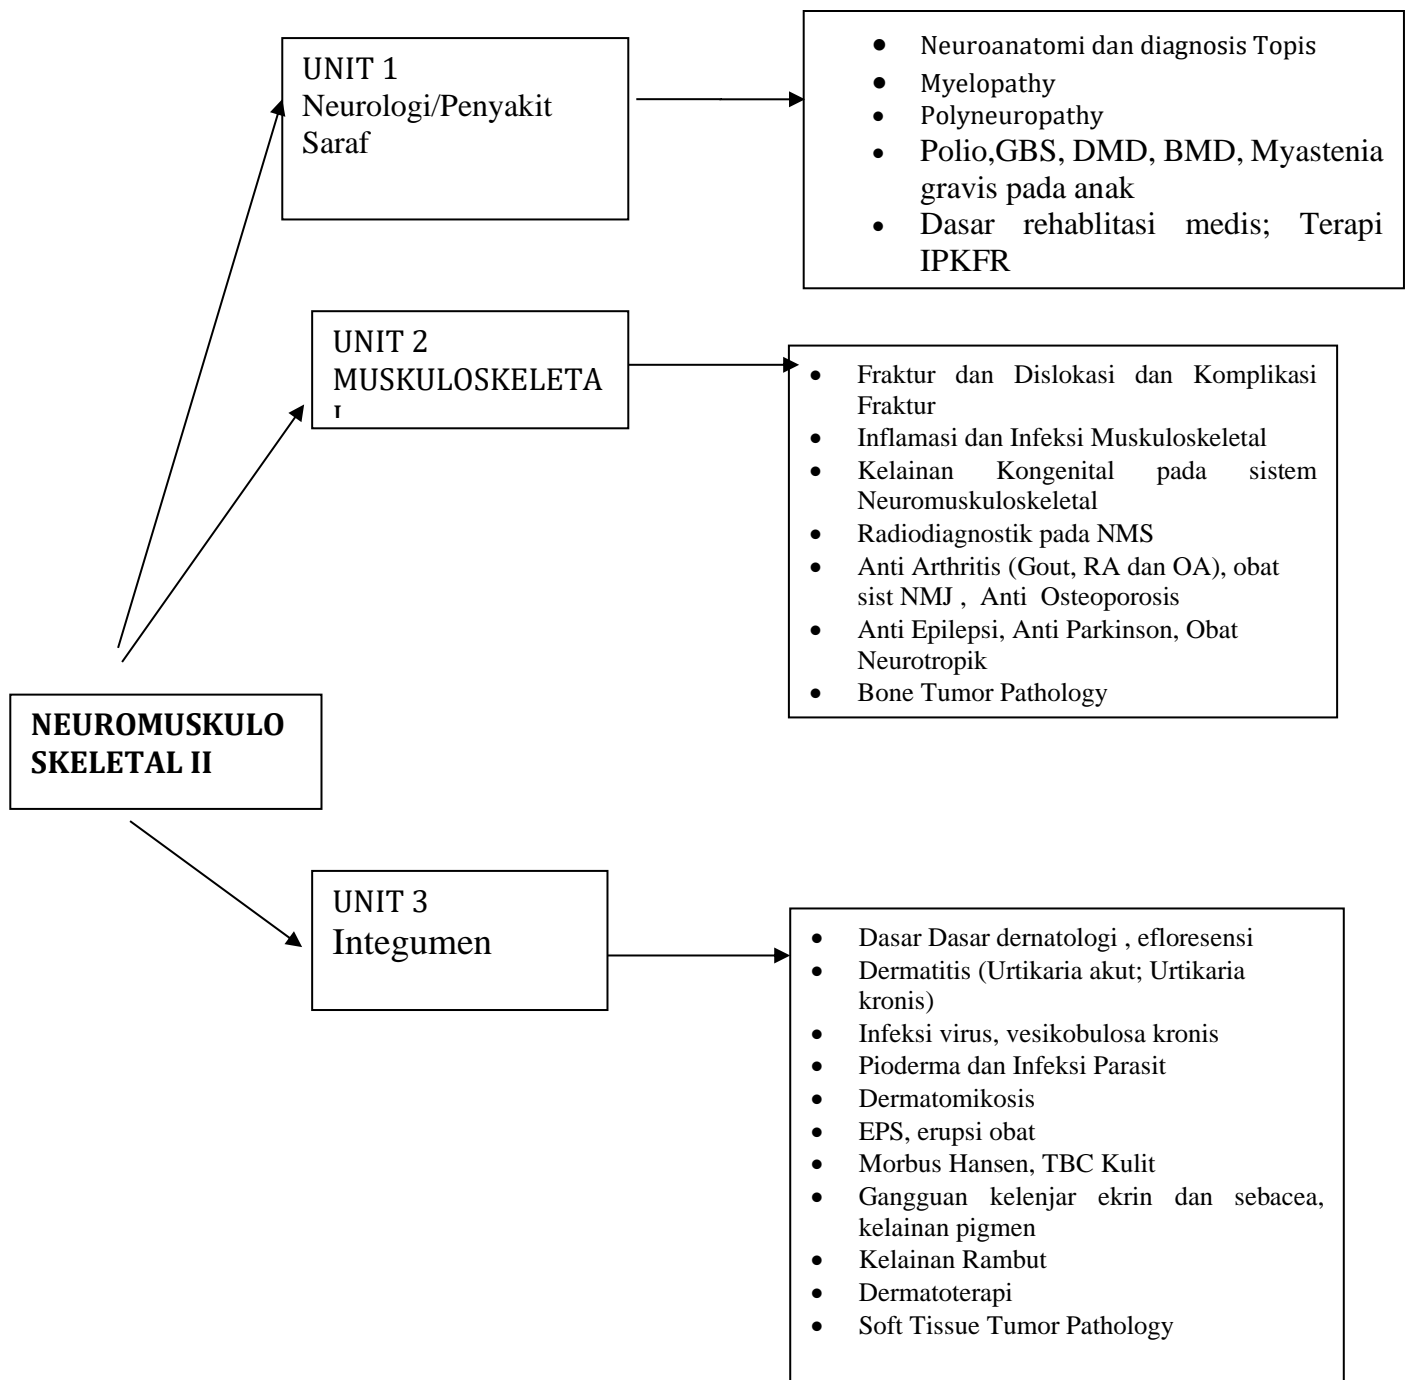 UNIT 1
Neurologi/Penyakit
Saraf
• Neuroanatomi dan diagnosis Topis
• Myelopathy
• Polyneuropathy
• Polio,GBS, DMD, BMD, Myastenia
gravis pada anak
• Dasar rehablitasi medis; Terapi
IPKFR
UNIT 2
MUSKULOSKELETA
• Fraktur dan Dislokasi dan Komplikasi
Fraktur
• Inflamasi dan Infeksi Muskuloskeletal
• Kelainan Kongenital pada sistem
Neuromuskuloskeletal
• Radiodiagnostik pada NMS
• Anti Arthritis (Gout, RA dan OA), obat
sist NMJ , Anti Osteoporosis
• Anti Epilepsi, Anti Parkinson, Obat
Neurotropik
• Bone Tumor Pathology
NEUROMUSKULO
SKELETAL II
UNIT 3
Integumen
• Dasar Dasar dernatologi , efloresensi
• Dermatitis (Urtikaria akut; Urtikaria
kronis)
• Infeksi virus, vesikobulosa kronis
• Pioderma dan Infeksi Parasit
• Dermatomikosis
• EPS, erupsi obat
• Morbus Hansen, TBC Kulit
• Gangguan kelenjar ekrin dan sebacea,
kelainan pigmen
• Kelainan Rambut
• Dermatoterapi
• Soft Tissue Tumor Pathology